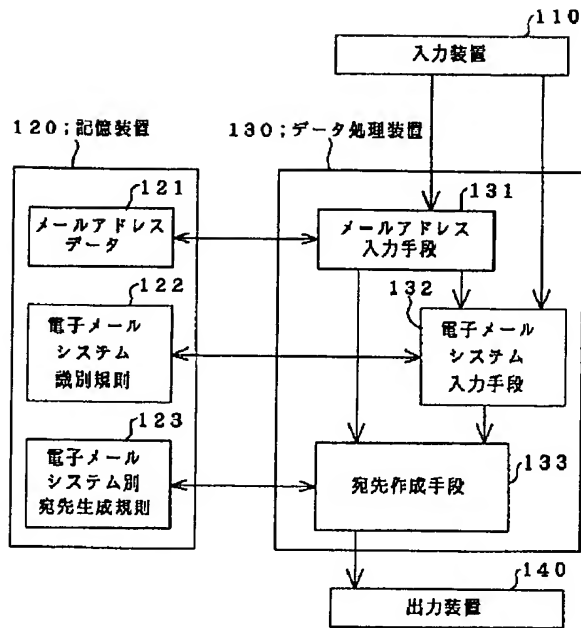 110
入力装置
120;記憶装置
130;データ処理装置
121
メールアドレス
データ
131
メールアドレス
入力手段
122
電子メール
システム
識別規則
132
電子メール
システム
入力手段
123
電子メール
システム別
宛先生成規則
宛先作成手段
133
140
出力装置